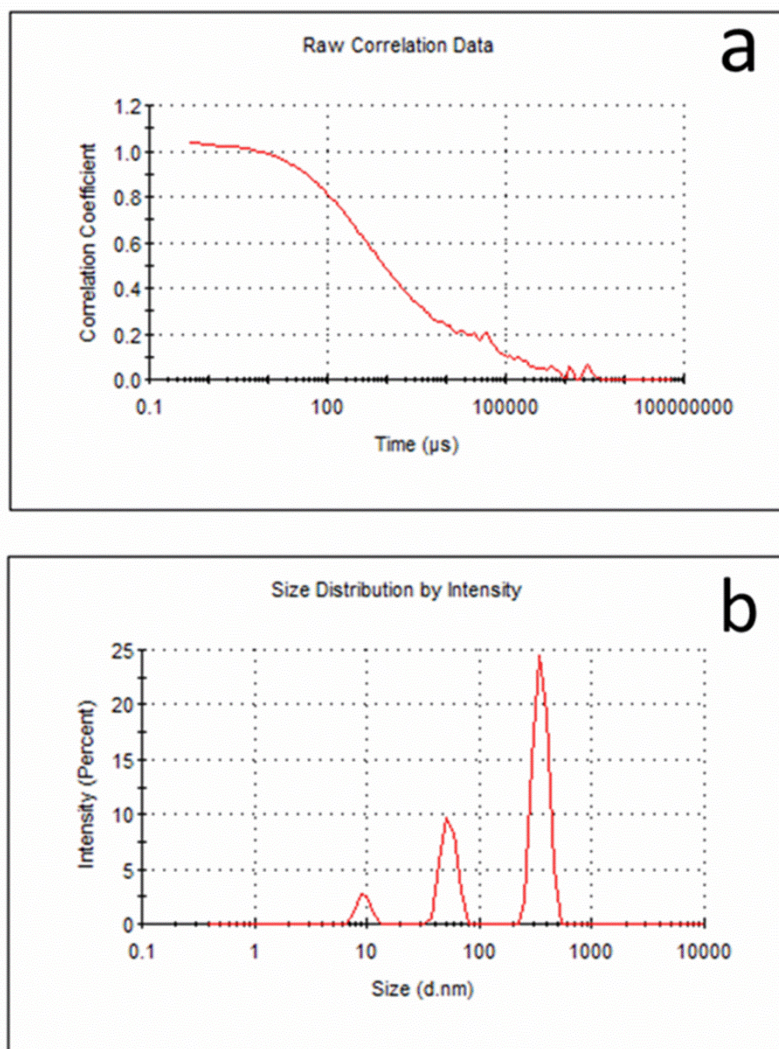 Raw Correlation Data
a
1.2
1.0
0.8
0.6
0.4
0.2
0.0
Correlation Coefficient
0.1 100 100000 100000000
Time (µs)
Size Distribution by Intensity
b
25
20
15
10
5
0
Intensity (Percent)
0.1 1 10 100 1000 10000
Size (d.nm)